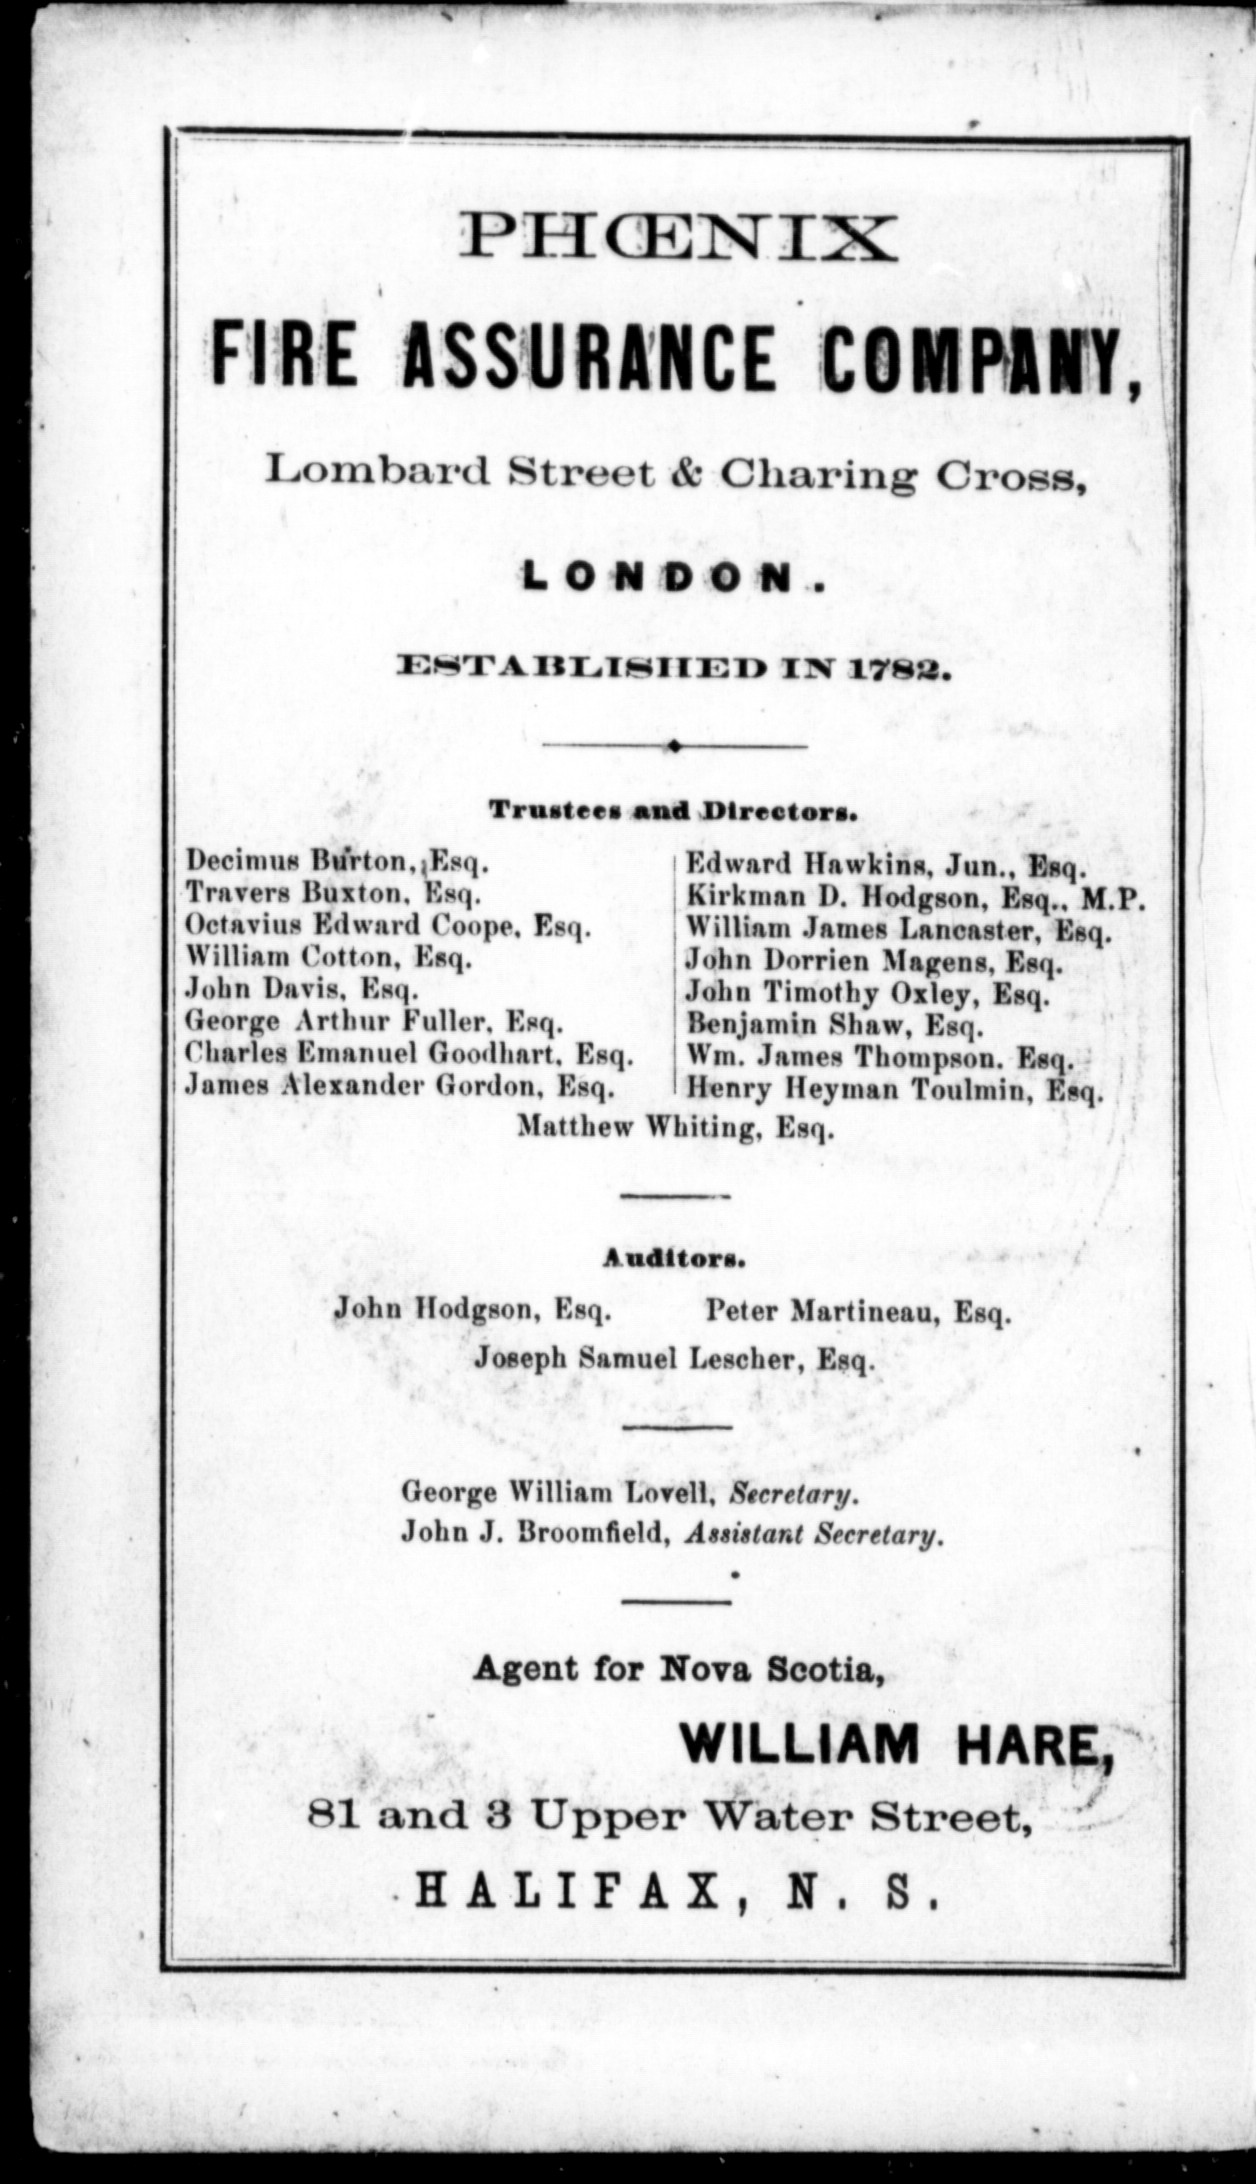 PHŒNIX
FIRE ASSURANCE COMPANY,
Lombard Street & Charing Cross,
LONDON.
ESTABLISHED IN 1782.
Trustees and Directors.
Decimus Burton, Esq.
Travers Buxton, Esq.
Octavius Edward Coope, Esq.
William Cotton, Esq.
John Davis, Esq.
George Arthur Fuller, Esq.
Charles Emanuel Goodhart, Esq.
James Alexander Gordon, Esq.
Edward Hawkins, Jun., Esq.
Kirkman D. Hodgson, Esq., M.P.
William James Lancaster, Esq.
John Dorrien Magens, Esq.
John Timothy Oxley, Esq.
Benjamin Shaw, Esq.
Wm. James Thompson, Esq.
Henry Heyman Toulmin, Esq.
Matthew Whiting, Esq.
Auditors.
John Hodgson, Esq. Peter Martineau, Esq.
Joseph Samuel Lescher, Esq.
George William Lovell, Secretary.
John J. Broomfield, Assistant Secretary.
Agent for Nova Scotia,
WILLIAM HARE,
81 and 3 Upper Water Street,
HALIFAX, N. S.